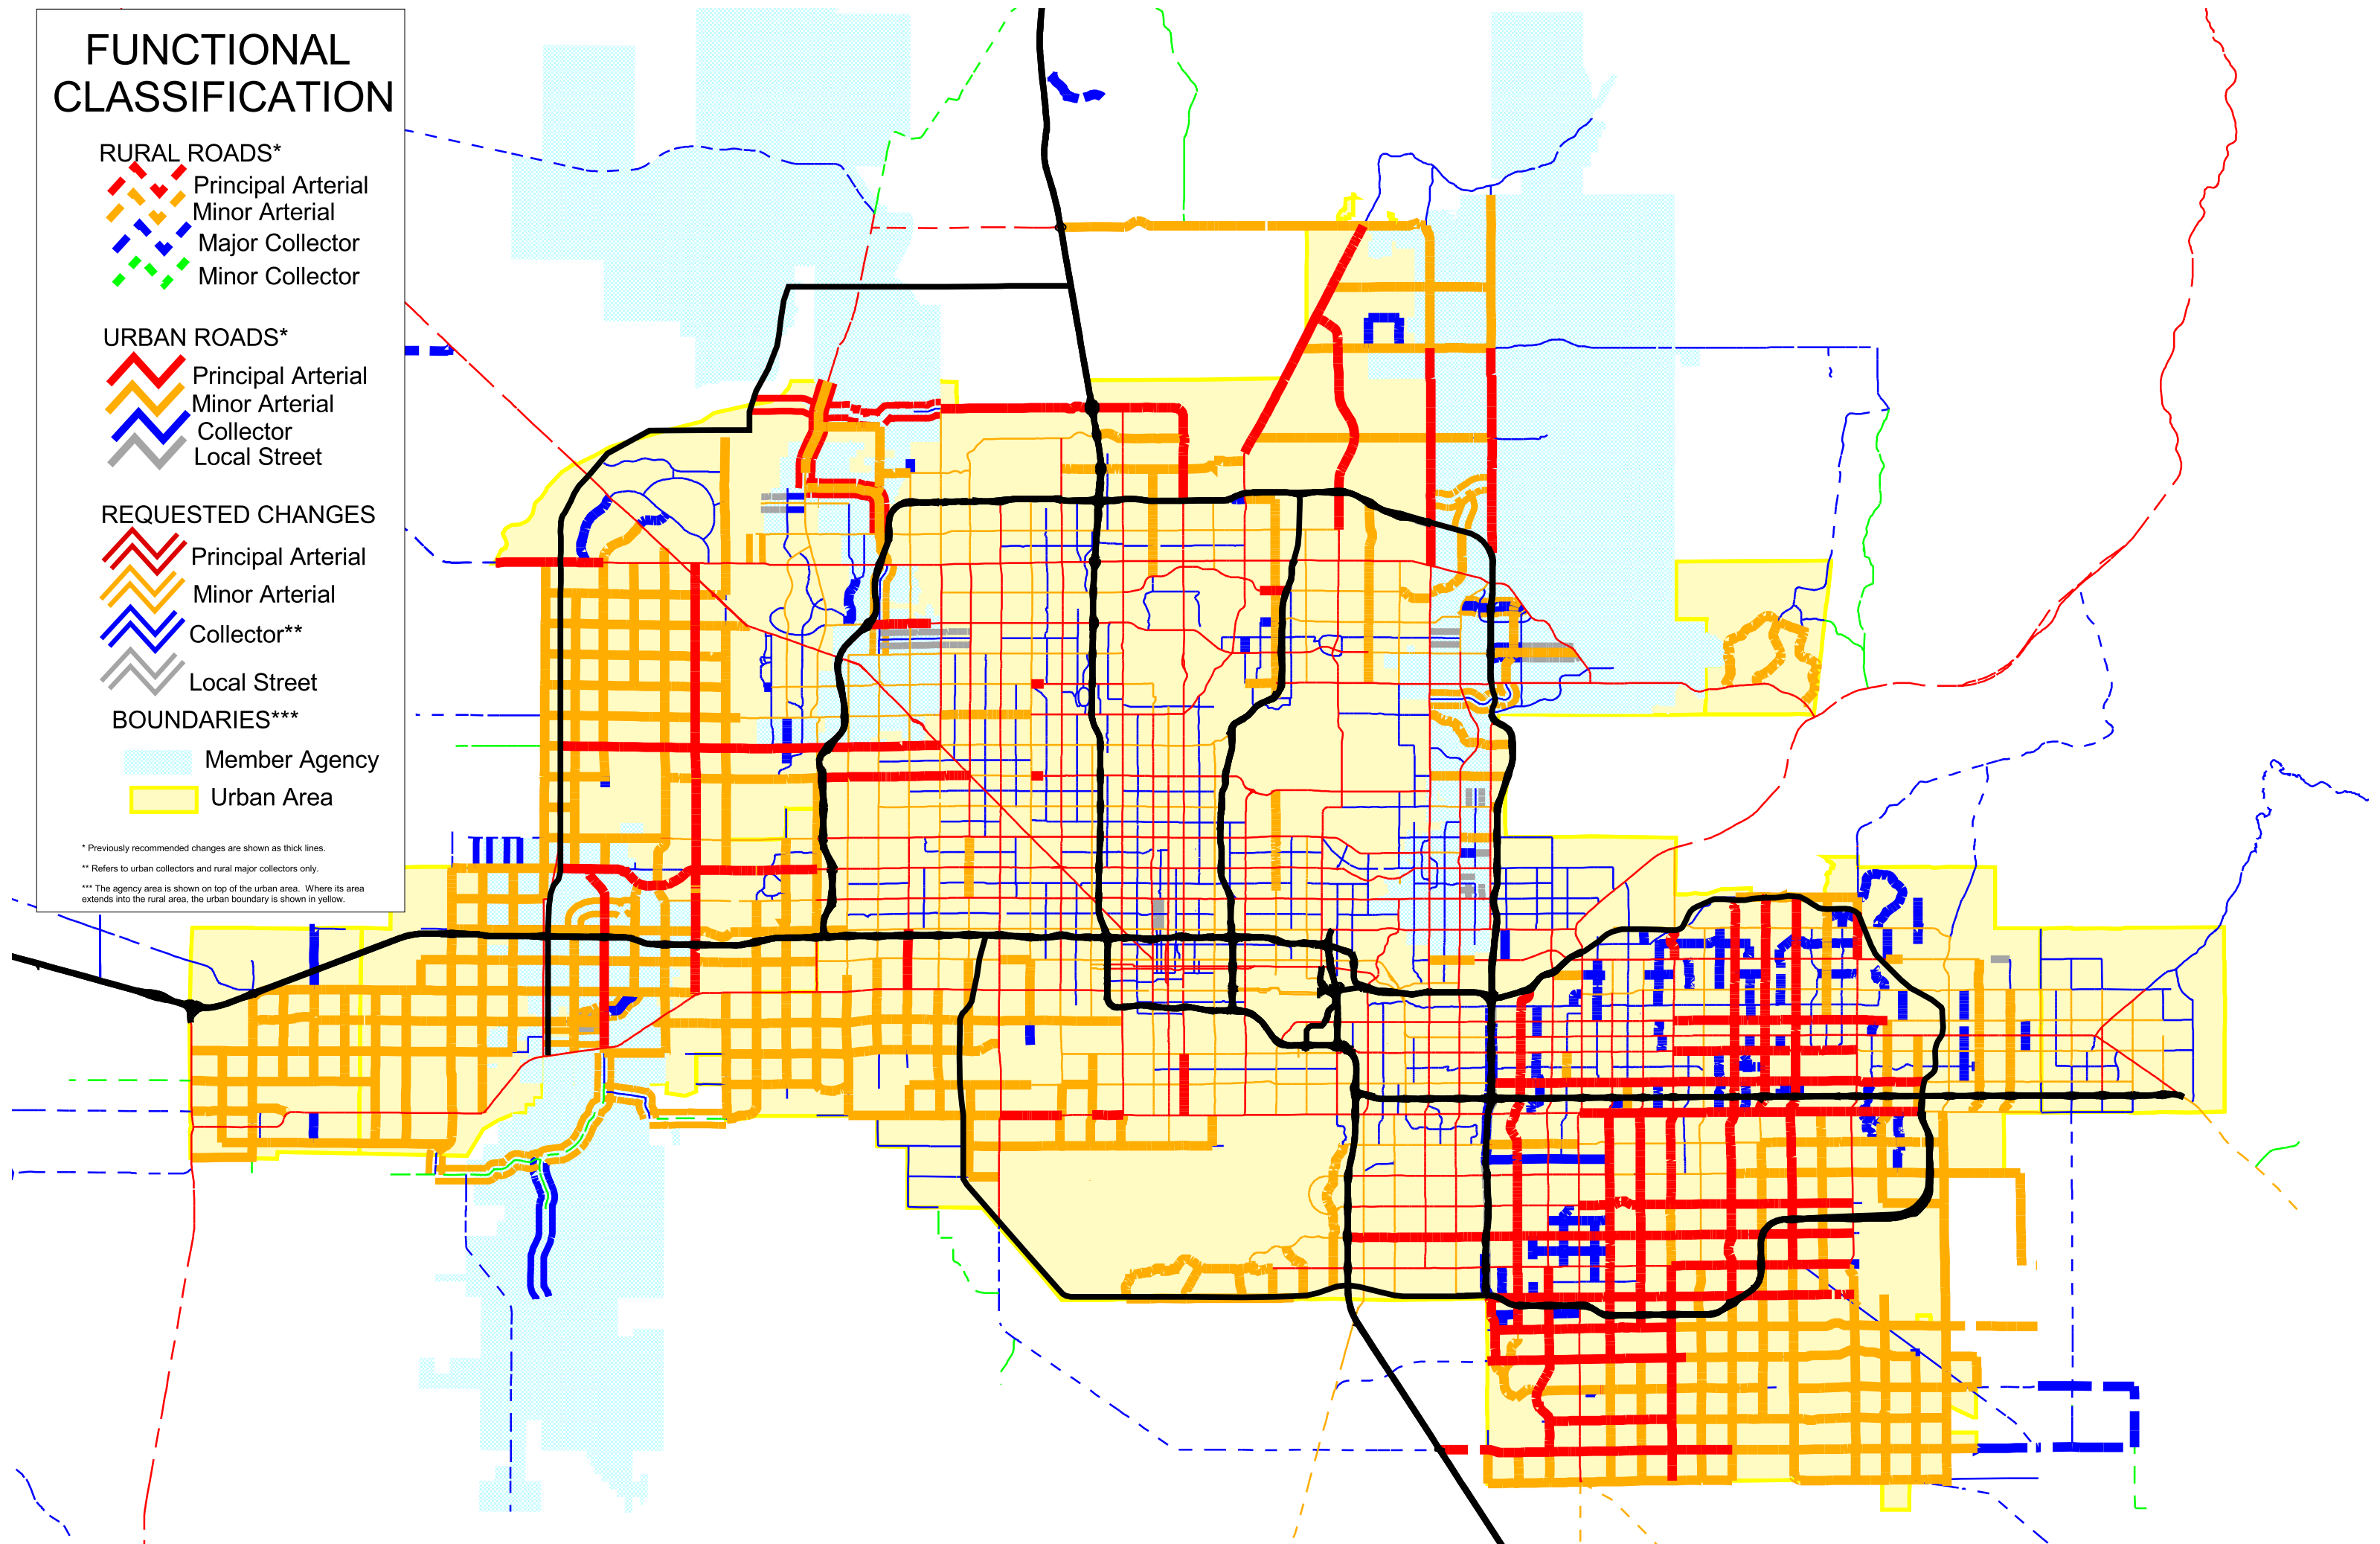 FUNCTIONAL
CLASSIFICATION
RURAL ROADS*
Principal Arterial
Minor Arterial
Major Collector
Minor Collector
URBAN ROADS*
Principal Arterial
Minor Arterial
Collector
Local Street
REQUESTED CHANGES
Principal Arterial
Minor Arterial
Collector**
Local Street
BOUNDARIES***
Member Agency
Urban Area
* Previously recommended changes are shown as thick lines.
** Refers to urban collectors and rural major collectors only.
*** The agency area is shown on top of the urban area. Where its area
extends into the rural area, the urban boundary is shown in yellow.